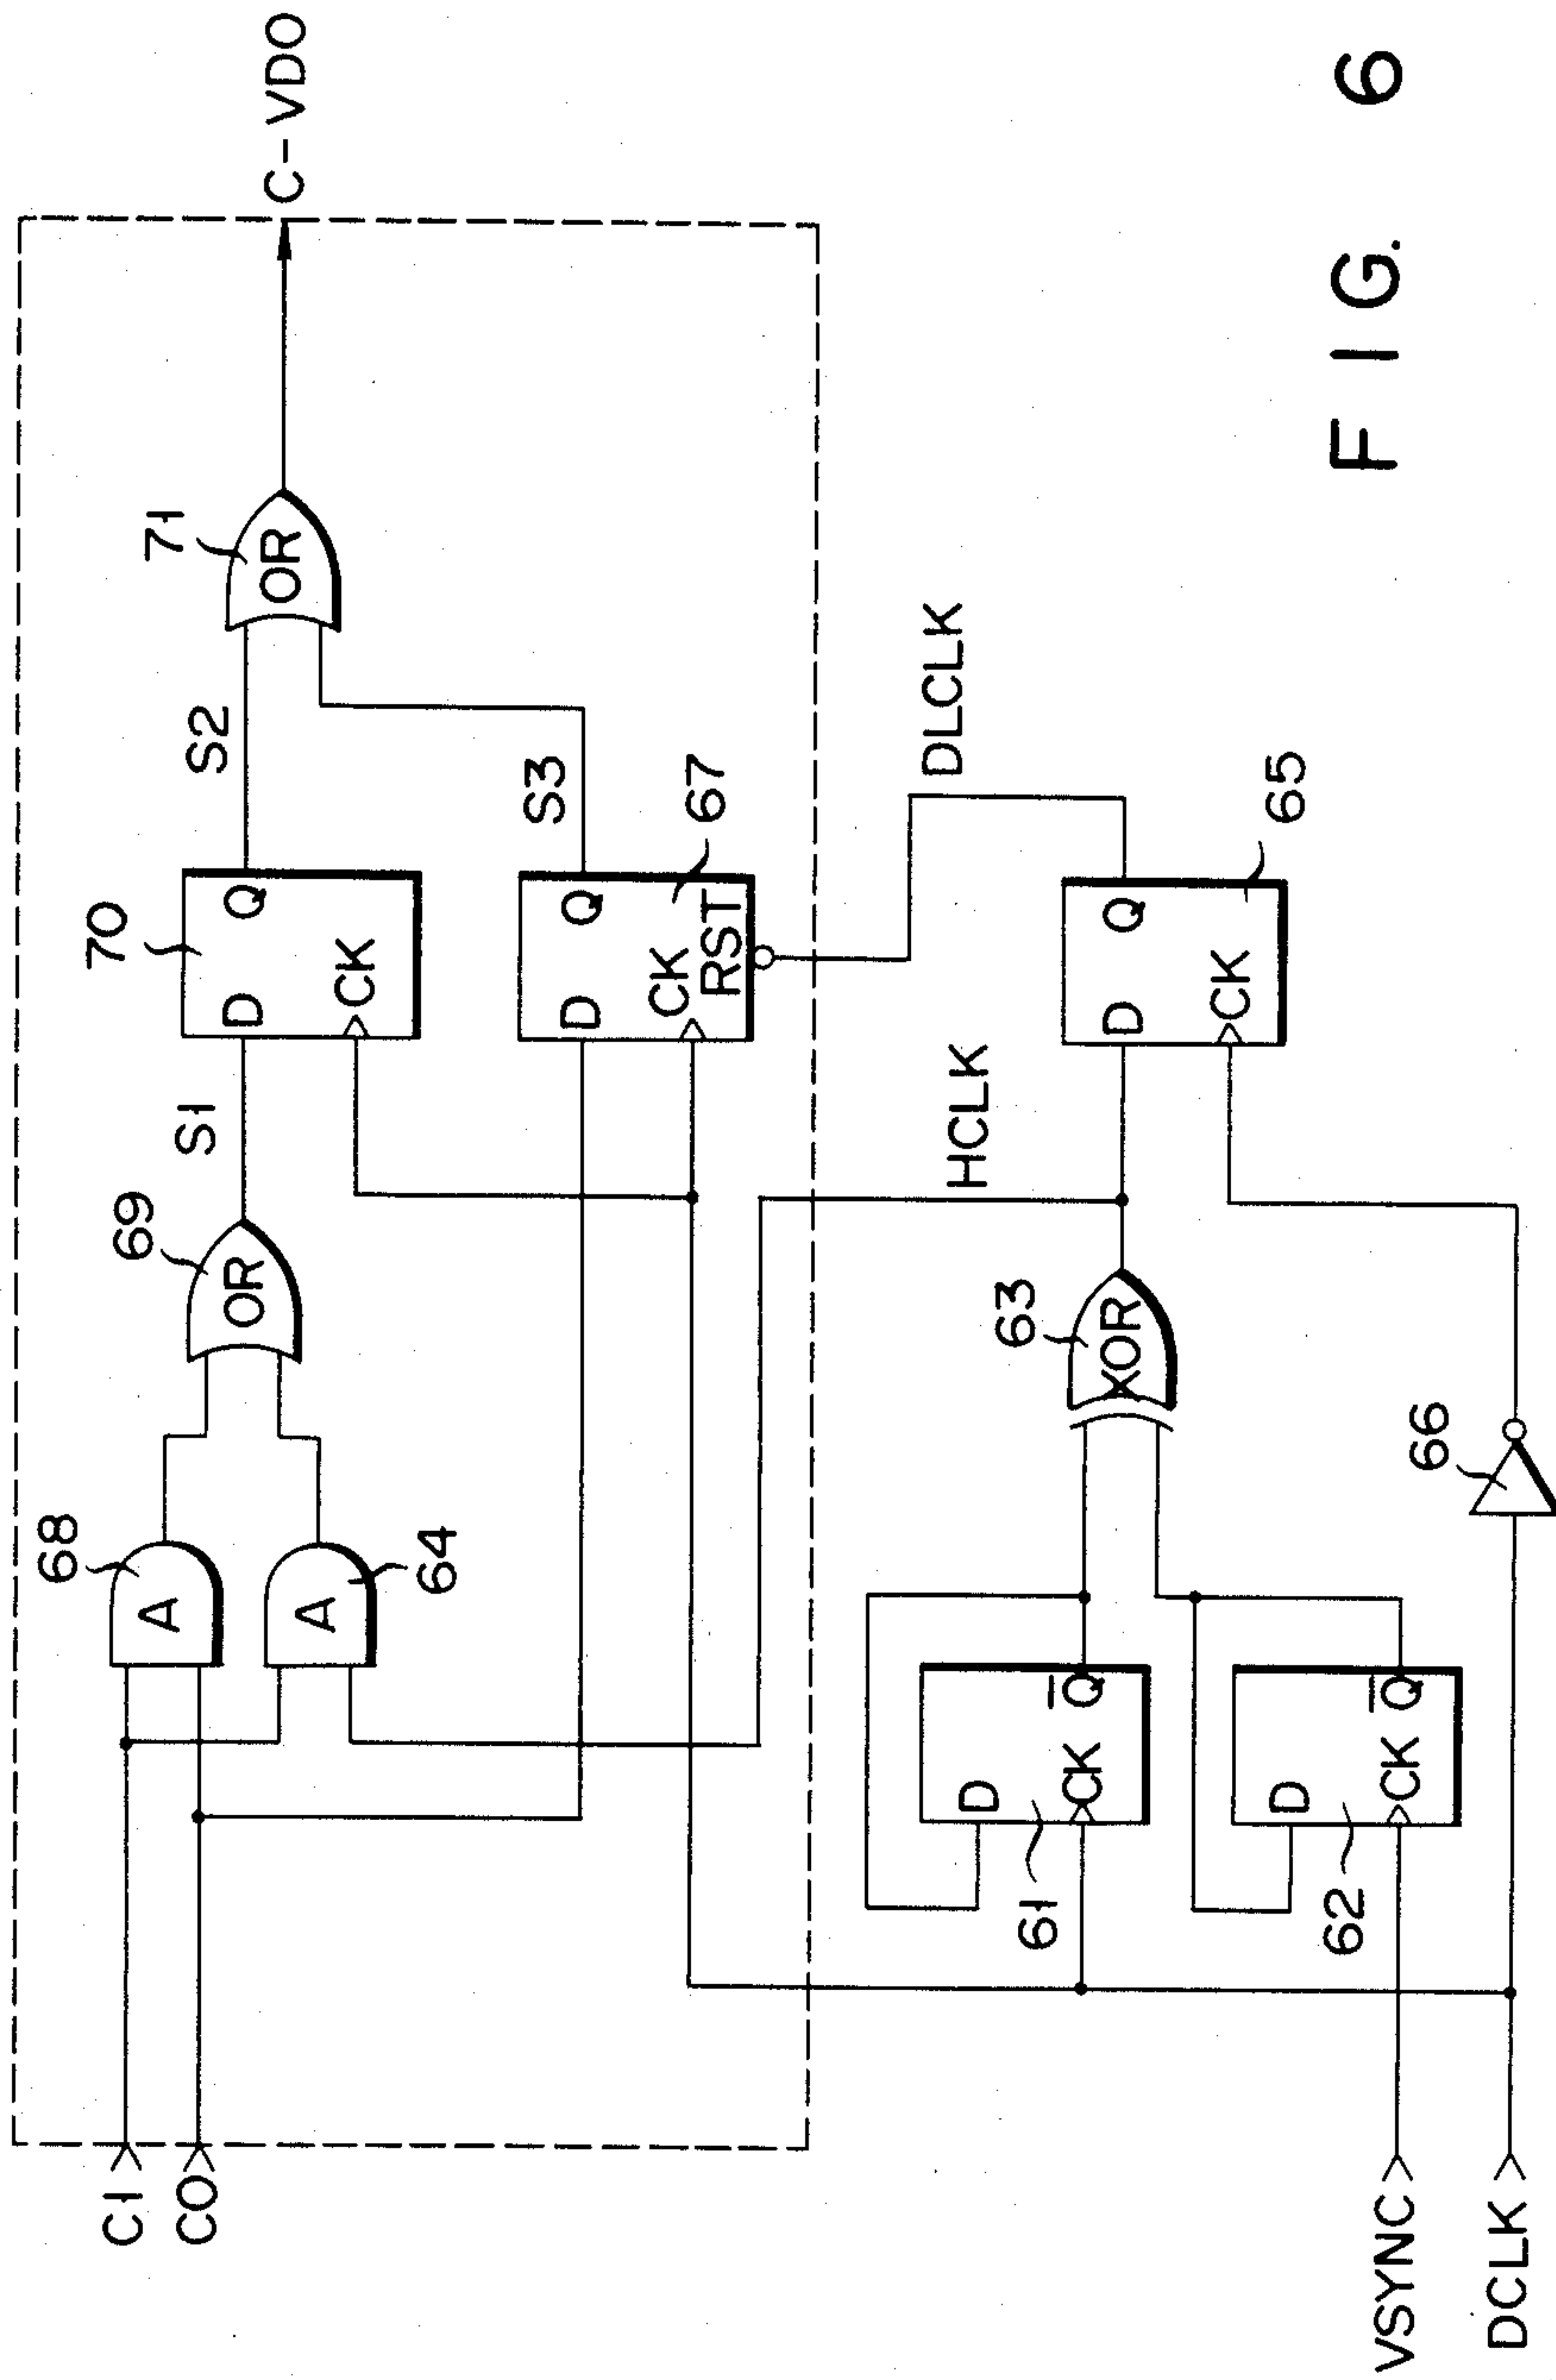 C1
C0
68
A
64
A
69
OR
S1
70
D
Q
CK
S2
71
OR
C-VDO
D
Q
CK
RST
67
S3
DLCLK
HCLK
61
D
CK
Q
62
D
CK
Q
63
XOR
66
65
D
Q
CK
VSYNC
DCLK
FIG. 6